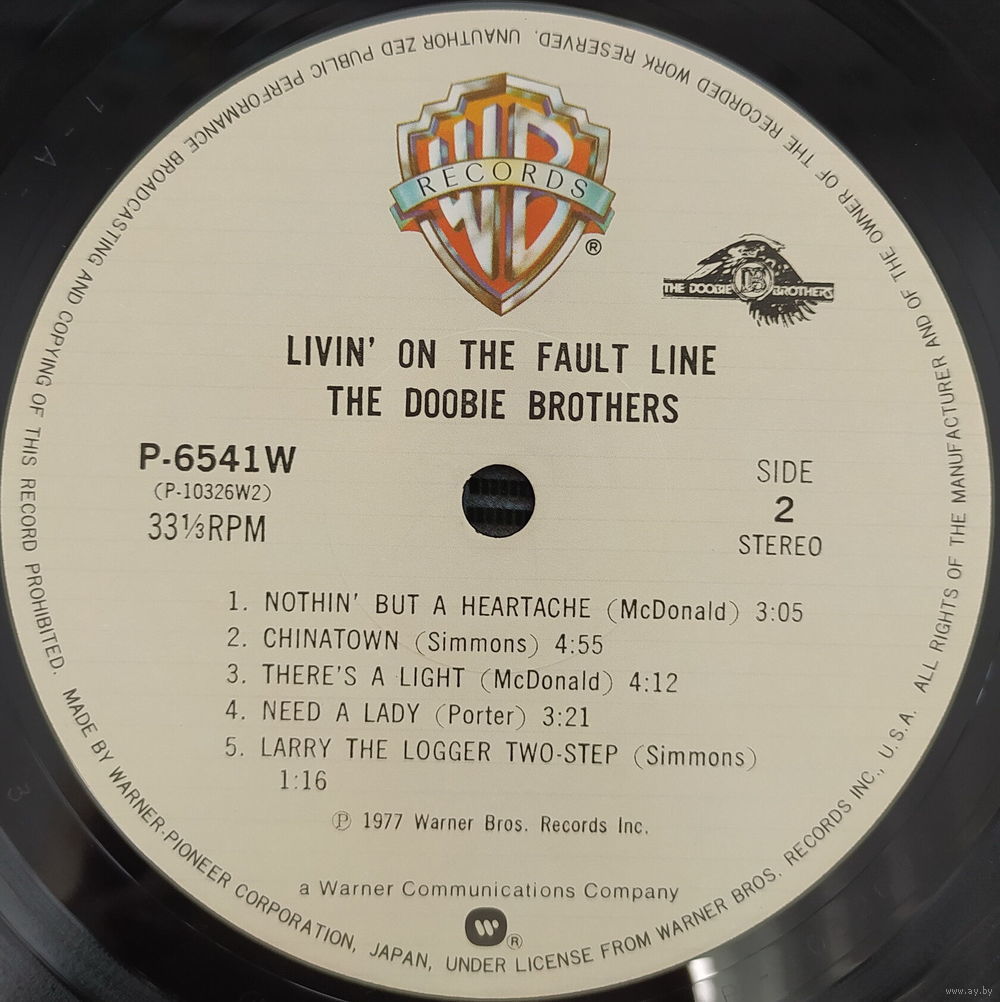 WB
RECORDS
®
THE DOOBIE BROTHERS
LIVIN' ON THE FAULT LINE
THE DOOBIE BROTHERS
P-6541W
(P-10326W2)
33⅓RPM
SIDE
2
STEREO
1. NOTHIN' BUT A HEARTACHE (McDonald) 3:05
2. CHINATOWN (Simmons) 4:55
3. THERE'S A LIGHT (McDonald) 4:12
4. NEED A LADY (Porter) 3:21
5. LARRY THE LOGGER TWO-STEP (Simmons)
1:16
℗ 1977 Warner Bros. Records Inc.
a Warner Communications Company
®
MADE BY WARNER-PIONEER CORPORATION, JAPAN, UNDER LICENSE FROM WARNER BROS. RECORDS INC., U.S.A. ALL RIGHTS OF THE MANUFACTURER AND OF THE OWNER OF THE RECORDED WORK RESERVED. UNAUTHOR ZED PUBLIC PERFORMANCE BROADCASTING AND COPYING OF THIS RECORD PROHIBITED.
www.ay.by